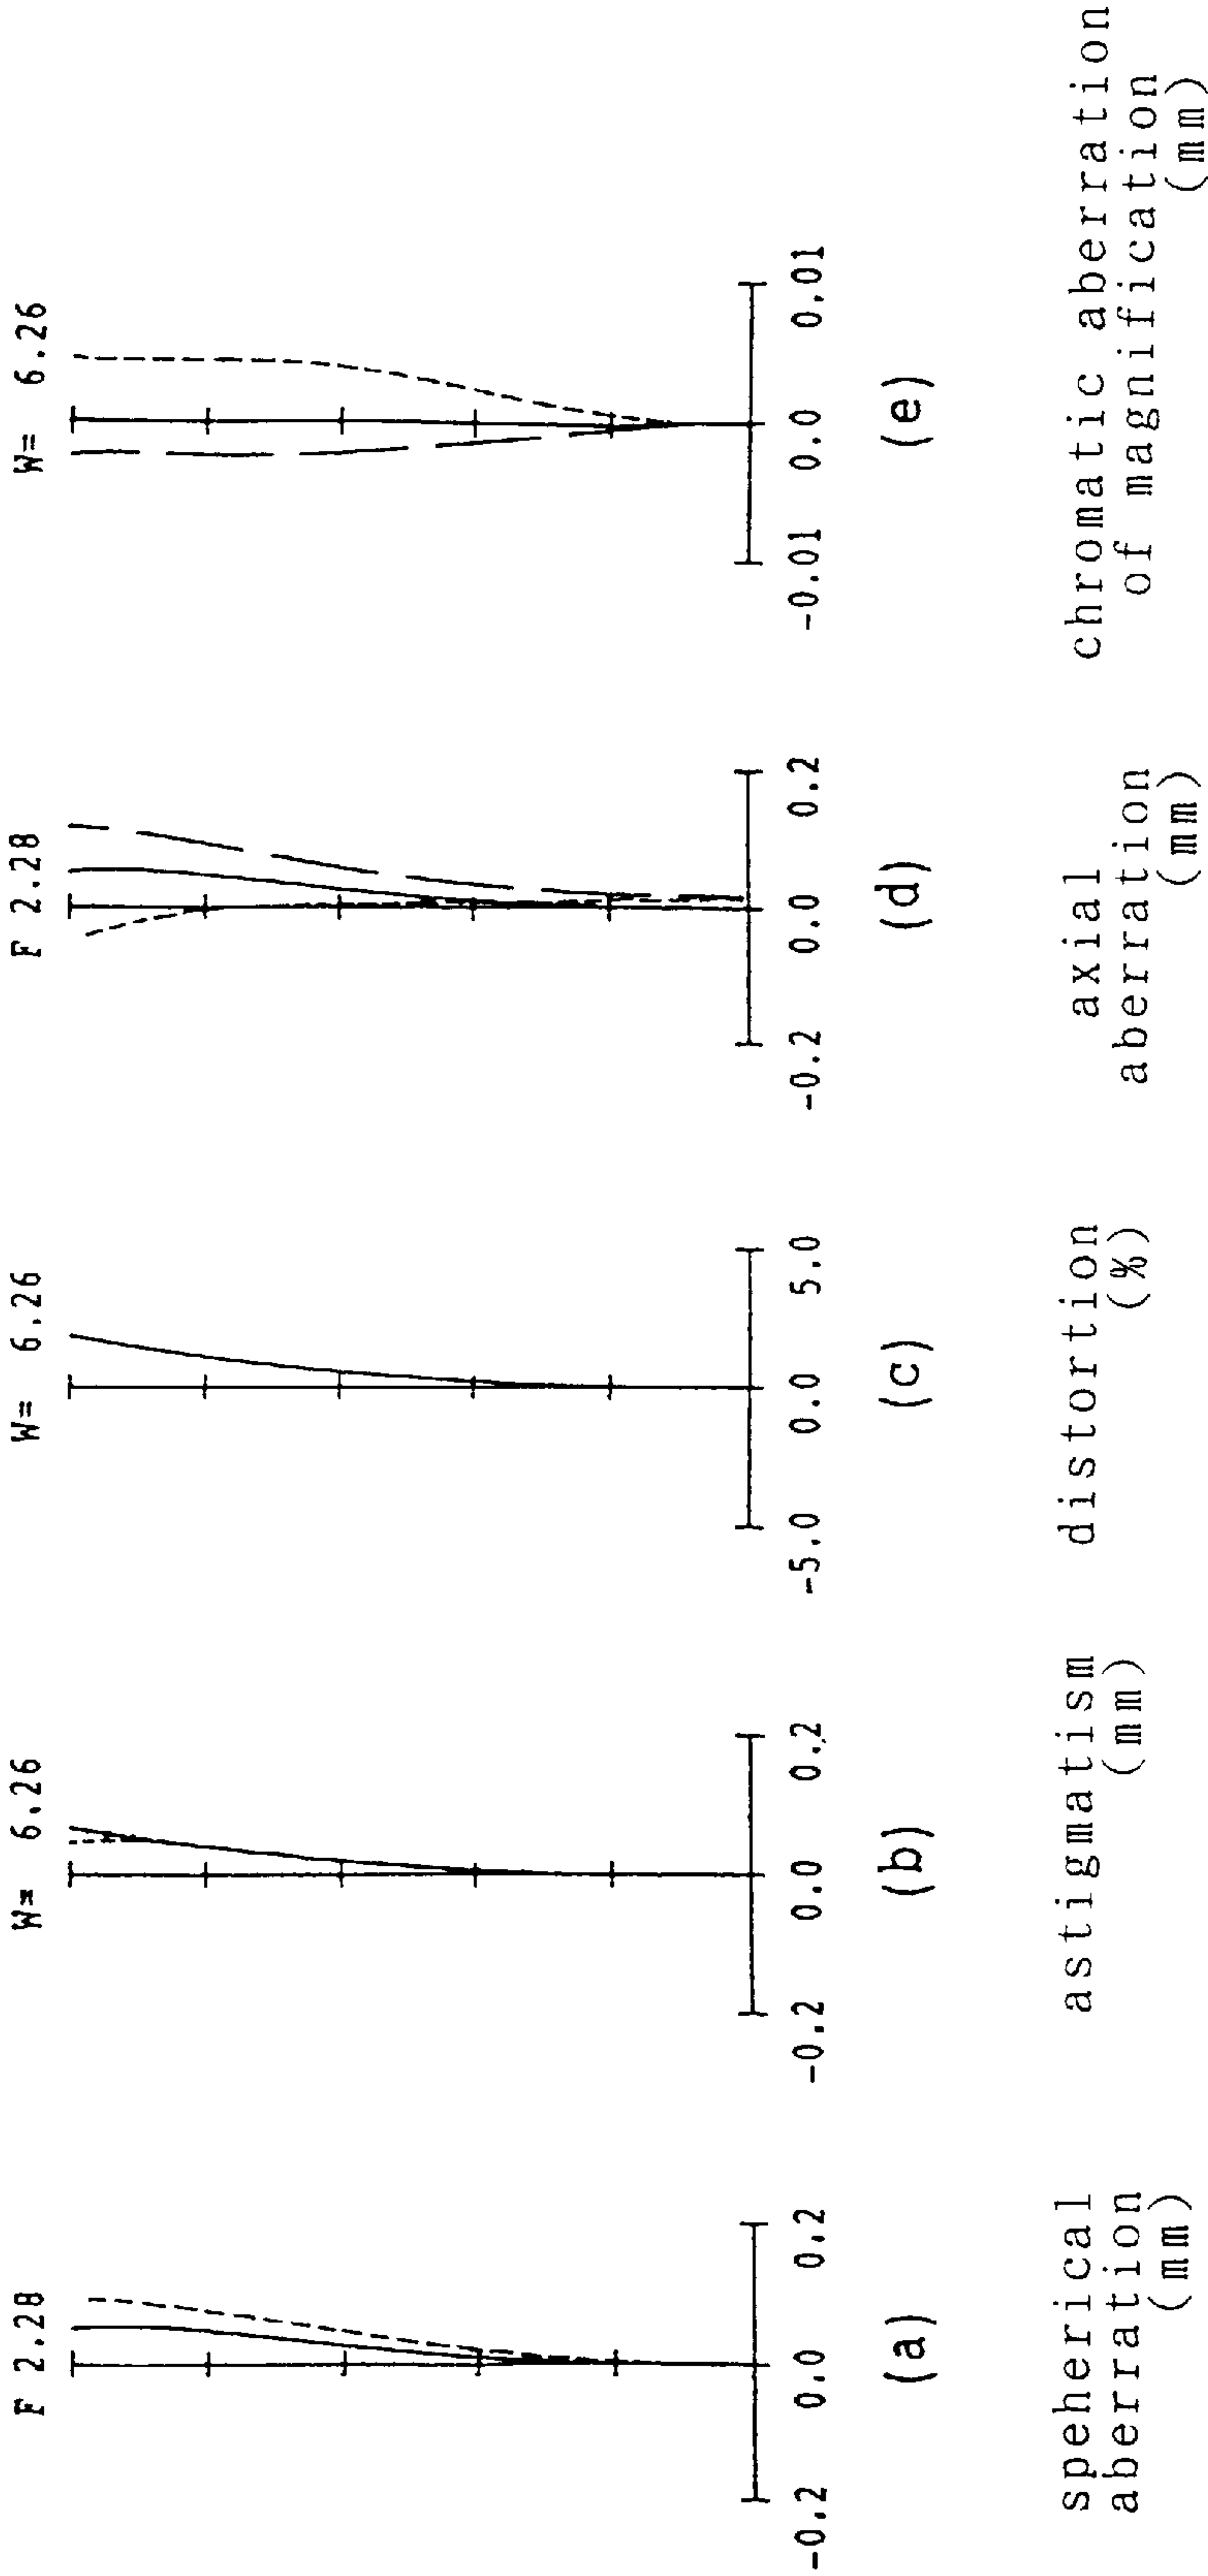 F 2.28
-0.2 0.0 0.2
(a)
speherical
aberration
(mm)
W= 6.26
-0.2 0.0 0.2
(b)
astigmatism
(mm)
W= 6.26
-5.0 0.0 5.0
(c)
distortion
(%)
F 2.28
-0.2 0.0 0.2
(d)
axial
aberration
(mm)
W= 6.26
-0.01 0.0 0.01
(e)
chromatic aberration
of magnification
(mm)